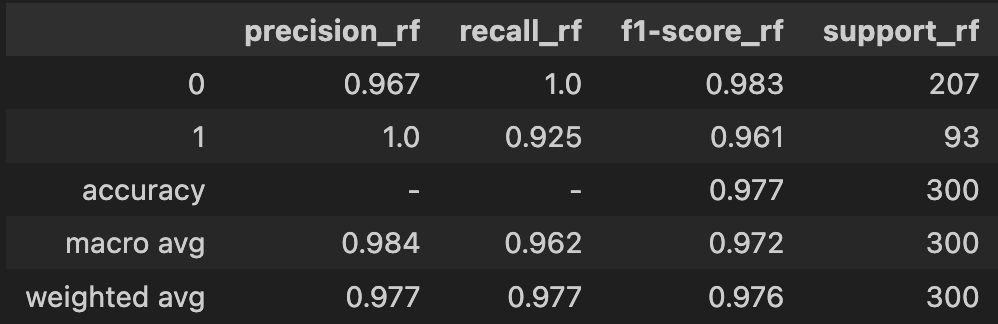 precision_rf recall_rf f1-score_rf support_rf
0 0.967 1.0 0.983 207
1 1.0 0.925 0.961 93
accuracy - - 0.977 300
macro avg 0.984 0.962 0.972 300
weighted avg 0.977 0.977 0.976 300